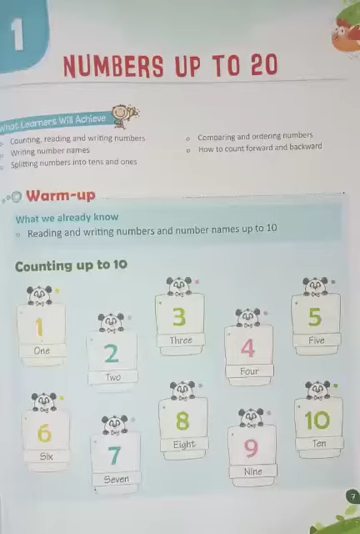 1
NUMBERS UP TO 20
What Learners Will Achieve
Counting, reading and writing numbers
Writing number names
Splitting numbers into tens and ones
Comparing and ordering numbers
How to count forward and backward
Warm-up
What we already know
Reading and writing numbers and number names up to 10
Counting up to 10
1
One
2
Two
3
Three
4
Four
5
Five
6
Six
7
Seven
8
Eight
9
Nine
10
Ten
7